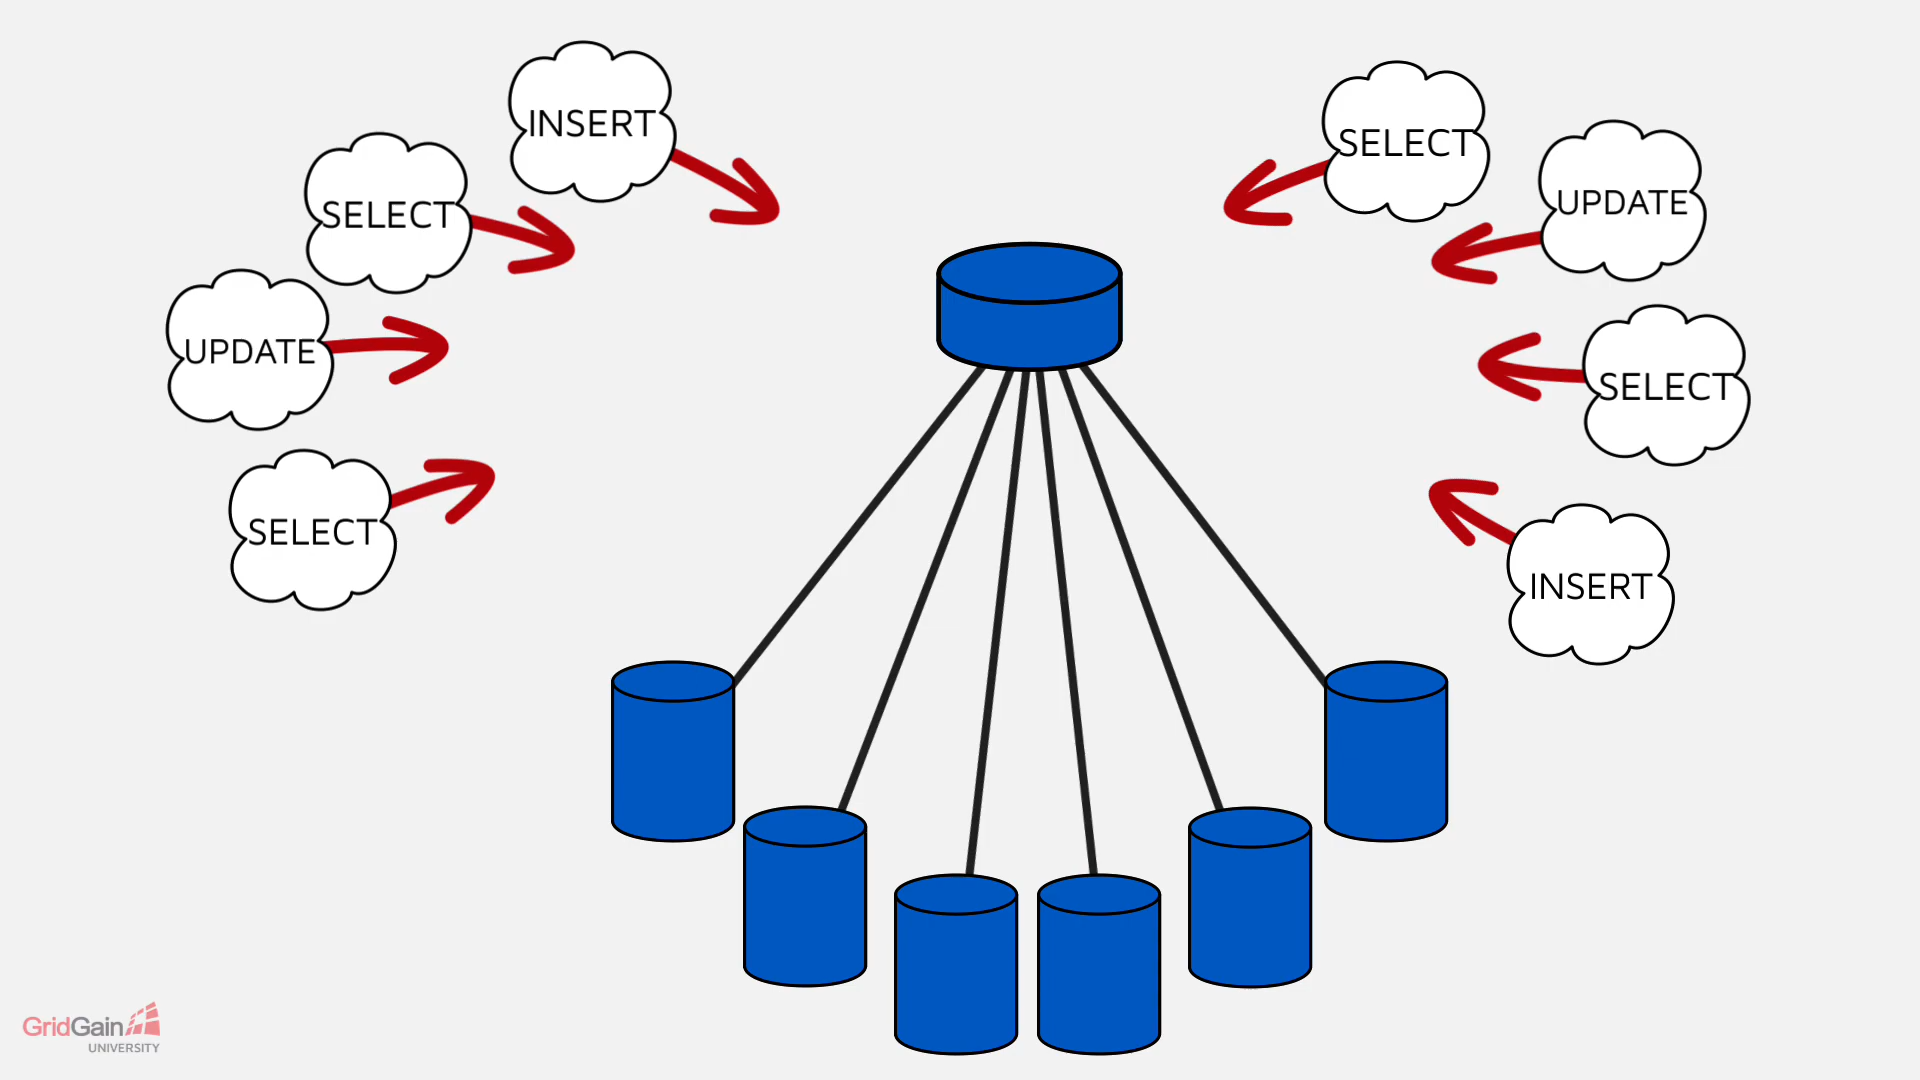 INSERT
SELECT
UPDATE
SELECT
SELECT
UPDATE
SELECT
INSERT
GridGain
UNIVERSITY